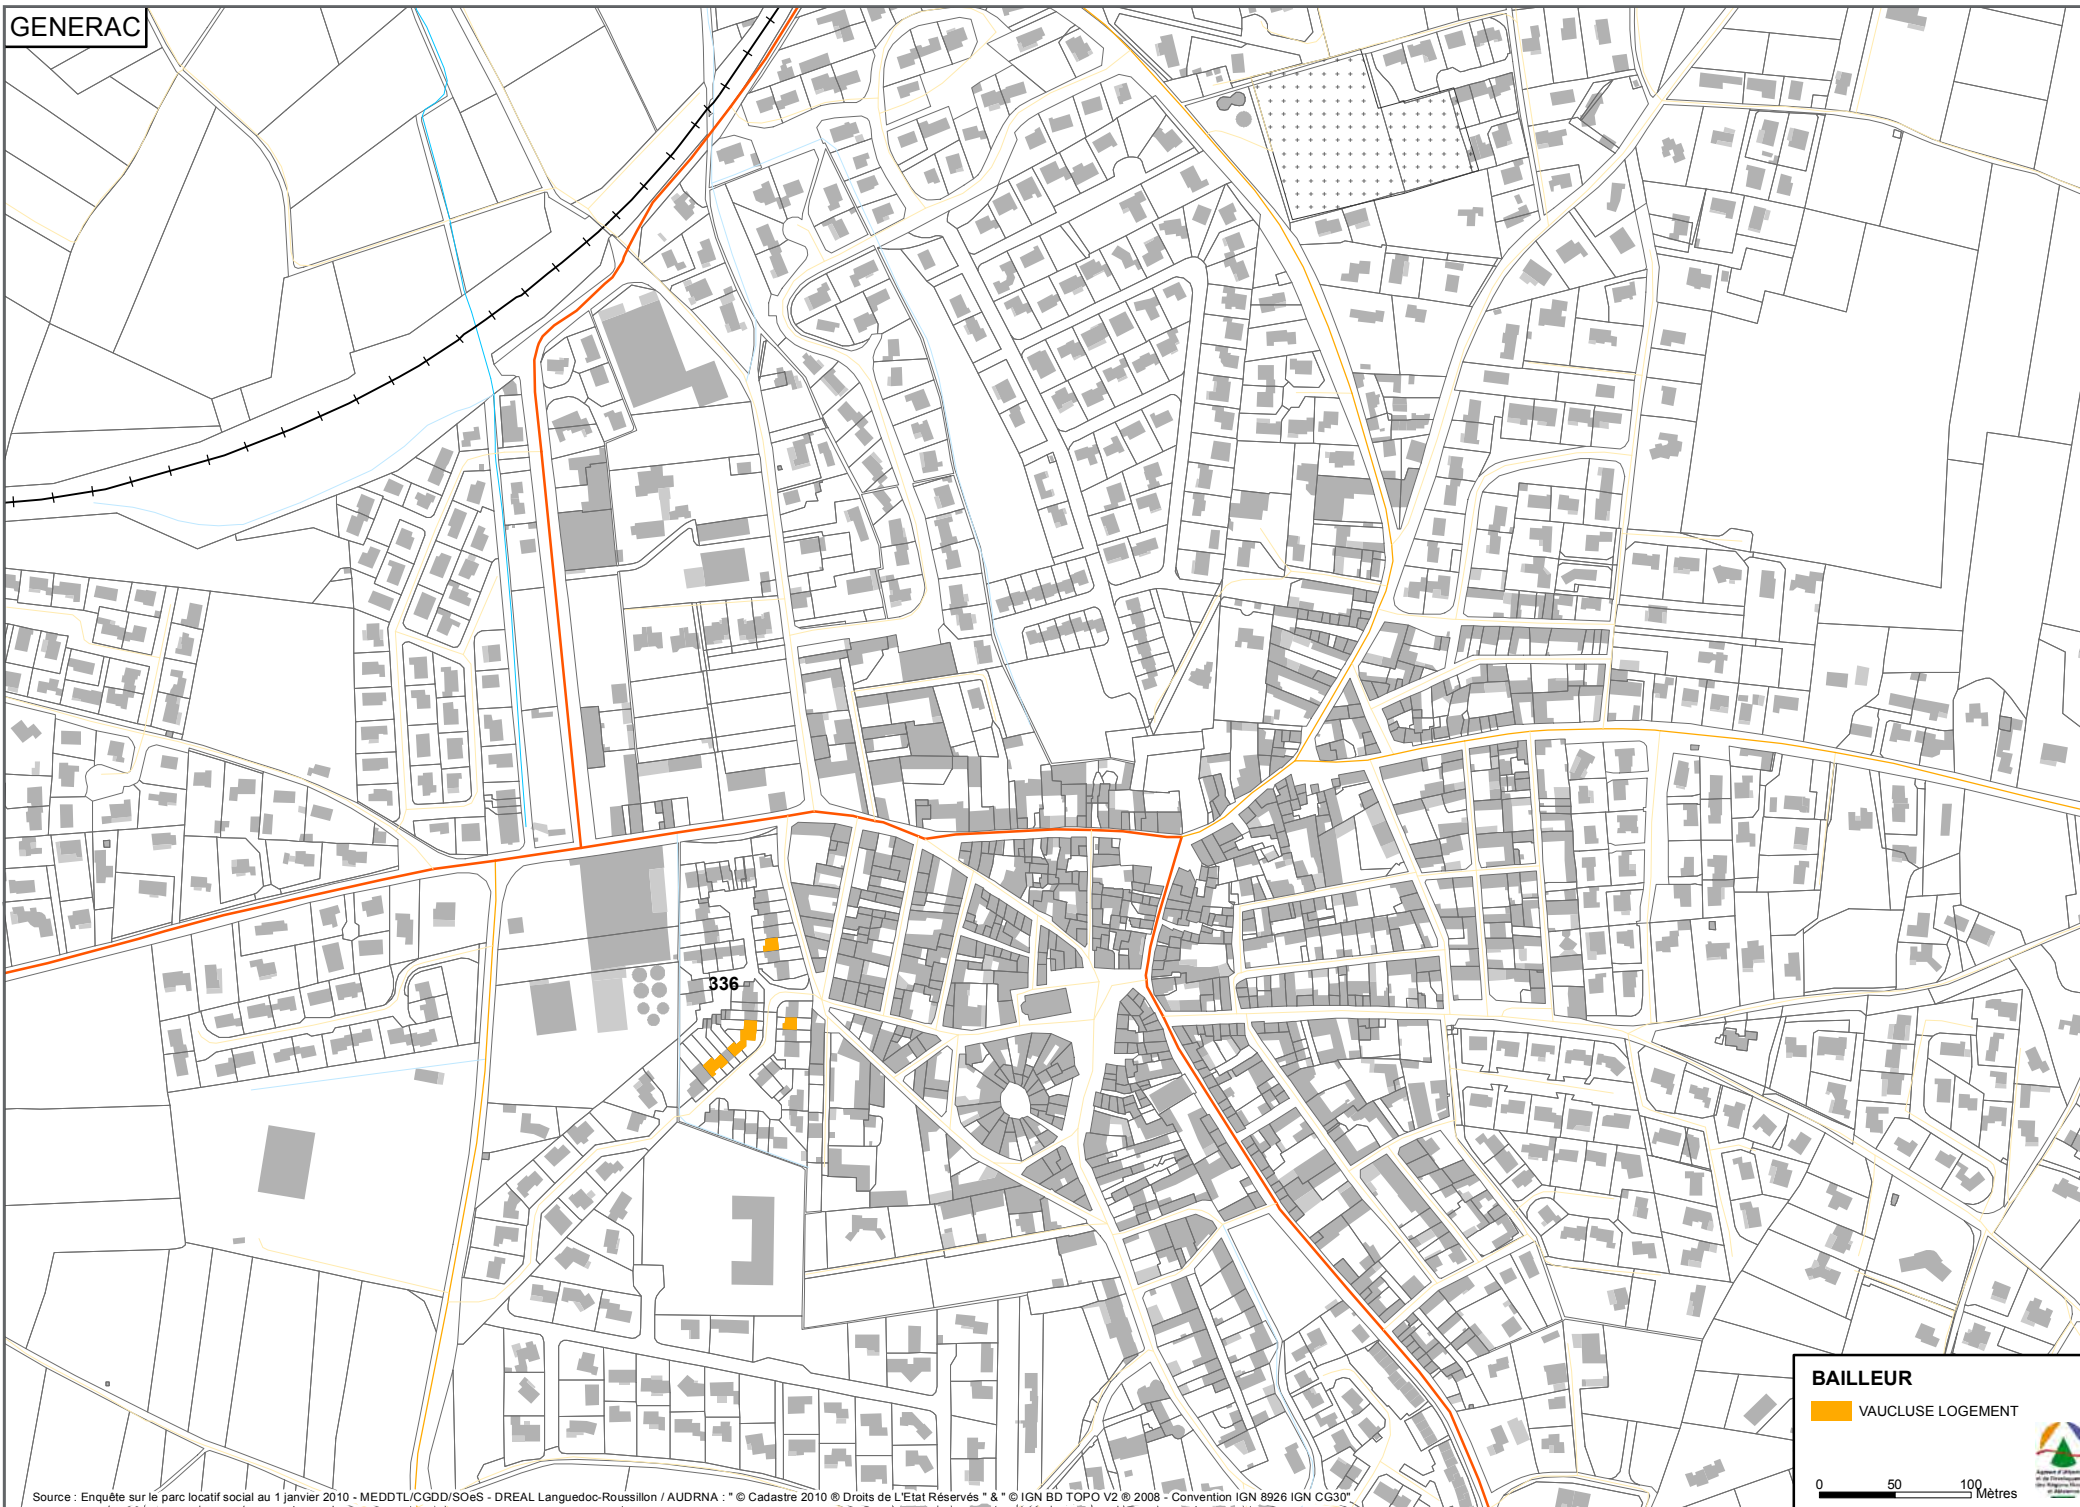 GENERAC
336
BAILLEUR
VAUCLUSE LOGEMENT
0 50 100
Mètres
Source : Enquête sur le parc locatif social au 1 janvier 2010 - MEDDTL/CGDD/SOeS - DREAL Languedoc-Roussillon / AUDRNA : " © Cadastre 2010 ® Droits de L'Etat Réservés " & " © IGN BD TOPO V2 ® 2008 - Convention IGN 8926 IGN CG30"